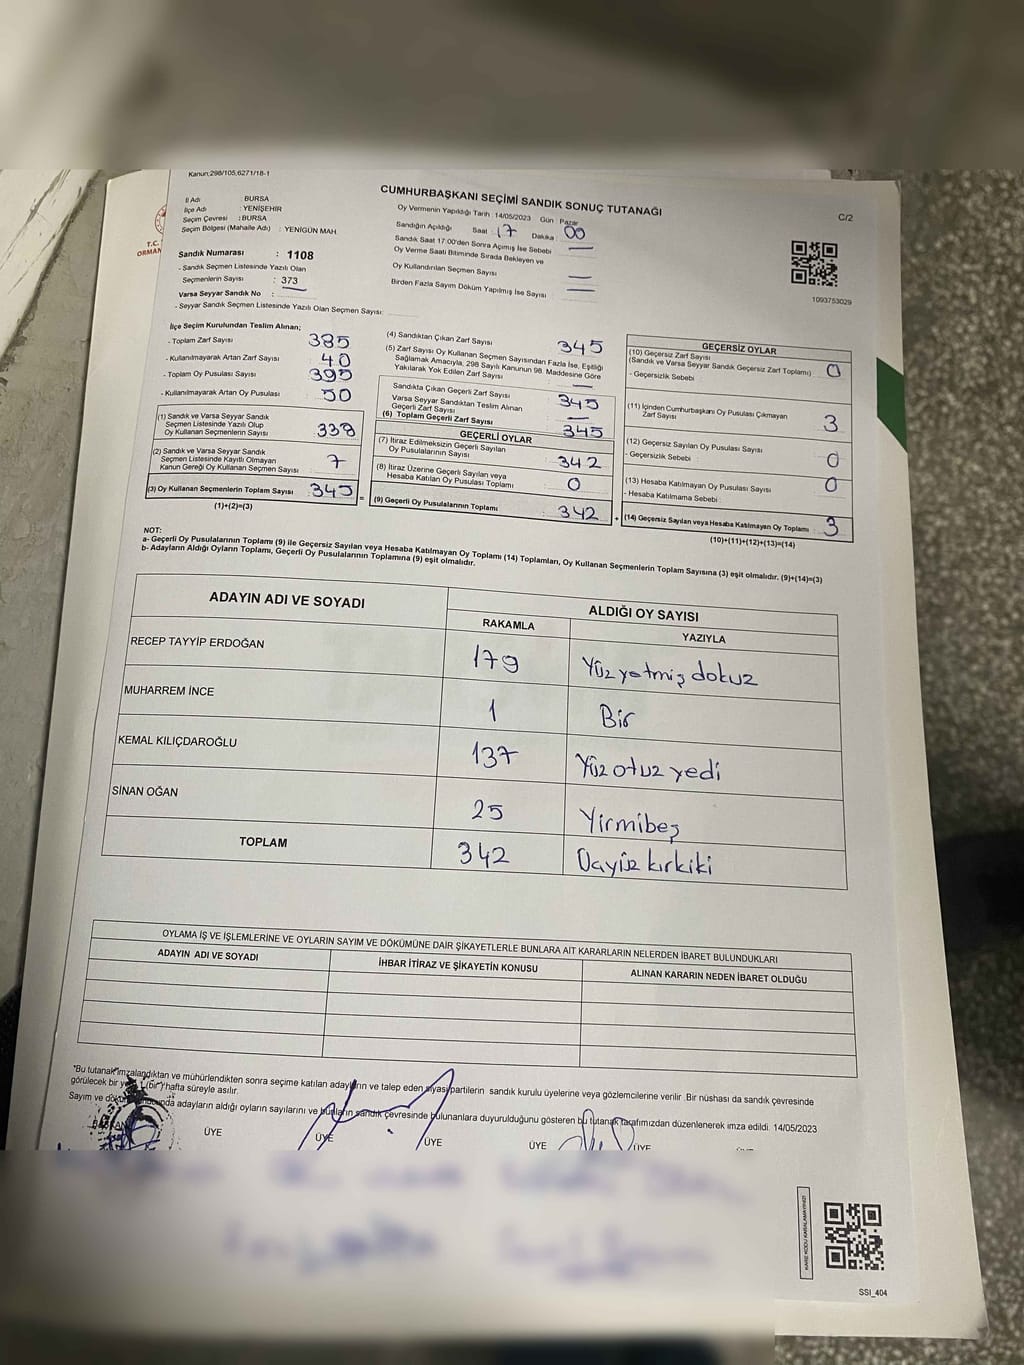 Kanun:298/105,6271/18-1
CUMHURBAŞKANI SEÇİMİ SANDIK SONUÇ TUTANAĞI
C/2
İl Adı : BURSA
İlçe Adı : YENİŞEHİR
Seçim Çevresi : BURSA
Seçim Bölgesi (Mahalle Adı) : YENİGÜN MAH
T.C.
ORMAN
Oy Vermenin Yapıldığı Tarih : 14/05/2023 Gün : Pazar
Sandığın Açıldığı Saat : 17 Dakika : 00
Sandık Saat 17:00'den Sonra Açımış İse Sebebi
Oy Verme Saati Bitiminde Sırada Bekleyen ve
Oy Kullandırılan Seçmen Sayısı
Birden Fazla Sayım Döküm Yapılmış İse Sayısı
1093753029
Sandık Numarası : 1108
- Sandık Seçmen Listesinde Yazılı Olan
Seçmenlerin Sayısı : 373
Varsa Seyyar Sandık No :
- Seyyar Sandık Seçmen Listesinde Yazılı Olan Seçmen Sayısı:
İlçe Seçim Kurulundan Teslim Alınan;
- Toplam Zarf Sayısı 385
- Kullanılmayarak Artan Zarf Sayısı 40
- Toplam Oy Pusulası Sayısı 395
- Kullanılmayarak Artan Oy Pusulası 50
(1) Sandık ve Varsa Seyyar Sandık
Seçmen Listesinde Yazılı Olup
Oy Kullanan Seçmenlerin Sayısı 338
(2) Sandık ve Varsa Seyyar Sandık
Seçmen Listesinde Kayıtlı Olmayan
Kanun Gereği Oy Kullanan Seçmen Sayısı 7
(3) Oy Kullanan Seçmenlerin Toplam Sayısı 345
(1)+(2)=(3)
(4) Sandıktan Çıkan Zarf Sayısı 345
(5) Zarf Sayısı Oy Kullanan Seçmen Sayısından Fazla İse, Eşitliği
Sağlamak Amacıyla, 298 Sayılı Kanunun 98. Maddesine Göre
Yakılarak Yok Edilen Zarf Sayısı
Sandıkta Çıkan Geçerli Zarf Sayısı 345
Varsa Seyyar Sandıktan Teslim Alınan
Geçerli Zarf Sayısı
(6) Toplam Geçerli Zarf Sayısı 345
GEÇERLİ OYLAR
(7) İtiraz Edilmeksizin Geçerli Sayılan
Oy Pusulalarının Sayısı 342
(8) İtiraz Üzerine Geçerli Sayılan veya
Hesaba Katılan Oy Pusulası Toplamı 0
(9) Geçerli Oy Pusulalarının Toplamı 342
GEÇERSİZ OYLAR
(10) Geçersiz Zarf Sayısı
(Sandık ve Varsa Seyyar Sandık Geçersiz Zarf Toplamı) 0
- Geçersizlik Sebebi :
(11) İçinden Cumhurbaşkanı Oy Pusulası Çıkmayan
Zarf Sayısı 3
(12) Geçersiz Sayılan Oy Pusulası Sayısı 0
- Geçersizlik Sebebi :
(13) Hesaba Katılmayan Oy Pusulası Sayısı 0
- Hesaba Katılmama Sebebi :
(14) Geçersiz Sayılan veya Hesaba Katılmayan Oy Toplamı 3
(10)+(11)+(12)+(13)=(14)
NOT:
a- Geçerli Oy Pusulalarının Toplamı (9) ile Geçersiz Sayılan veya Hesaba Katılmayan Oy Toplamı (14) Toplamları, Oy Kullanan Seçmenlerin Toplam Sayısına (3) eşit olmalıdır. (9)+(14)=(3)
b- Adayların Aldığı Oyların Toplamı, Geçerli Oy Pusulalarının Toplamına (9) eşit olmalıdır.
ADAYIN ADI VE SOYADI
ALDIĞI OY SAYISI
RAKAMLA YAZIYLA
RECEP TAYYİP ERDOĞAN 179 Yüz yetmiş dokuz
MUHARREM İNCE 1 Bir
KEMAL KILIÇDAROĞLU 137 Yüz otuz yedi
SİNAN OĞAN 25 Yirmibeş
TOPLAM 342 Üçyüz kırkiki
OYLAMA İŞ VE İŞLEMLERİNE VE OYLARIN SAYIM VE DÖKÜMÜNE DAİR ŞİKAYETLERLE BUNLARA AİT KARARLARIN NELERDEN İBARET BULUNDUKLARI
ADAYIN ADI VE SOYADI İHBAR İTİRAZ VE ŞİKAYETİN KONUSU ALINAN KARARIN NEDEN İBARET OLDUĞU
"Bu tutanak imzalandıktan ve mühürlendikten sonra seçime katılan adayların ve talep eden siyasi partilerin sandık kurulu üyelerine veya gözlemcilerine verilir. Bir nüshası da sandık çevresinde
görülecek bir yere 1 (bir) hafta süreyle asılır.
Sayım ve döküm sonucunda adayların aldığı oyların sayılarını ve bunların sandık çevresinde bulunanlara duyurulduğunu gösteren bu tutanak tarafımızdan düzenlenerek imza edildi. 14/05/2023
BAŞKAN ÜYE ÜYE ÜYE ÜYE ÜYE
KARE KODU KARALAMAYINIZ!
SSI_404